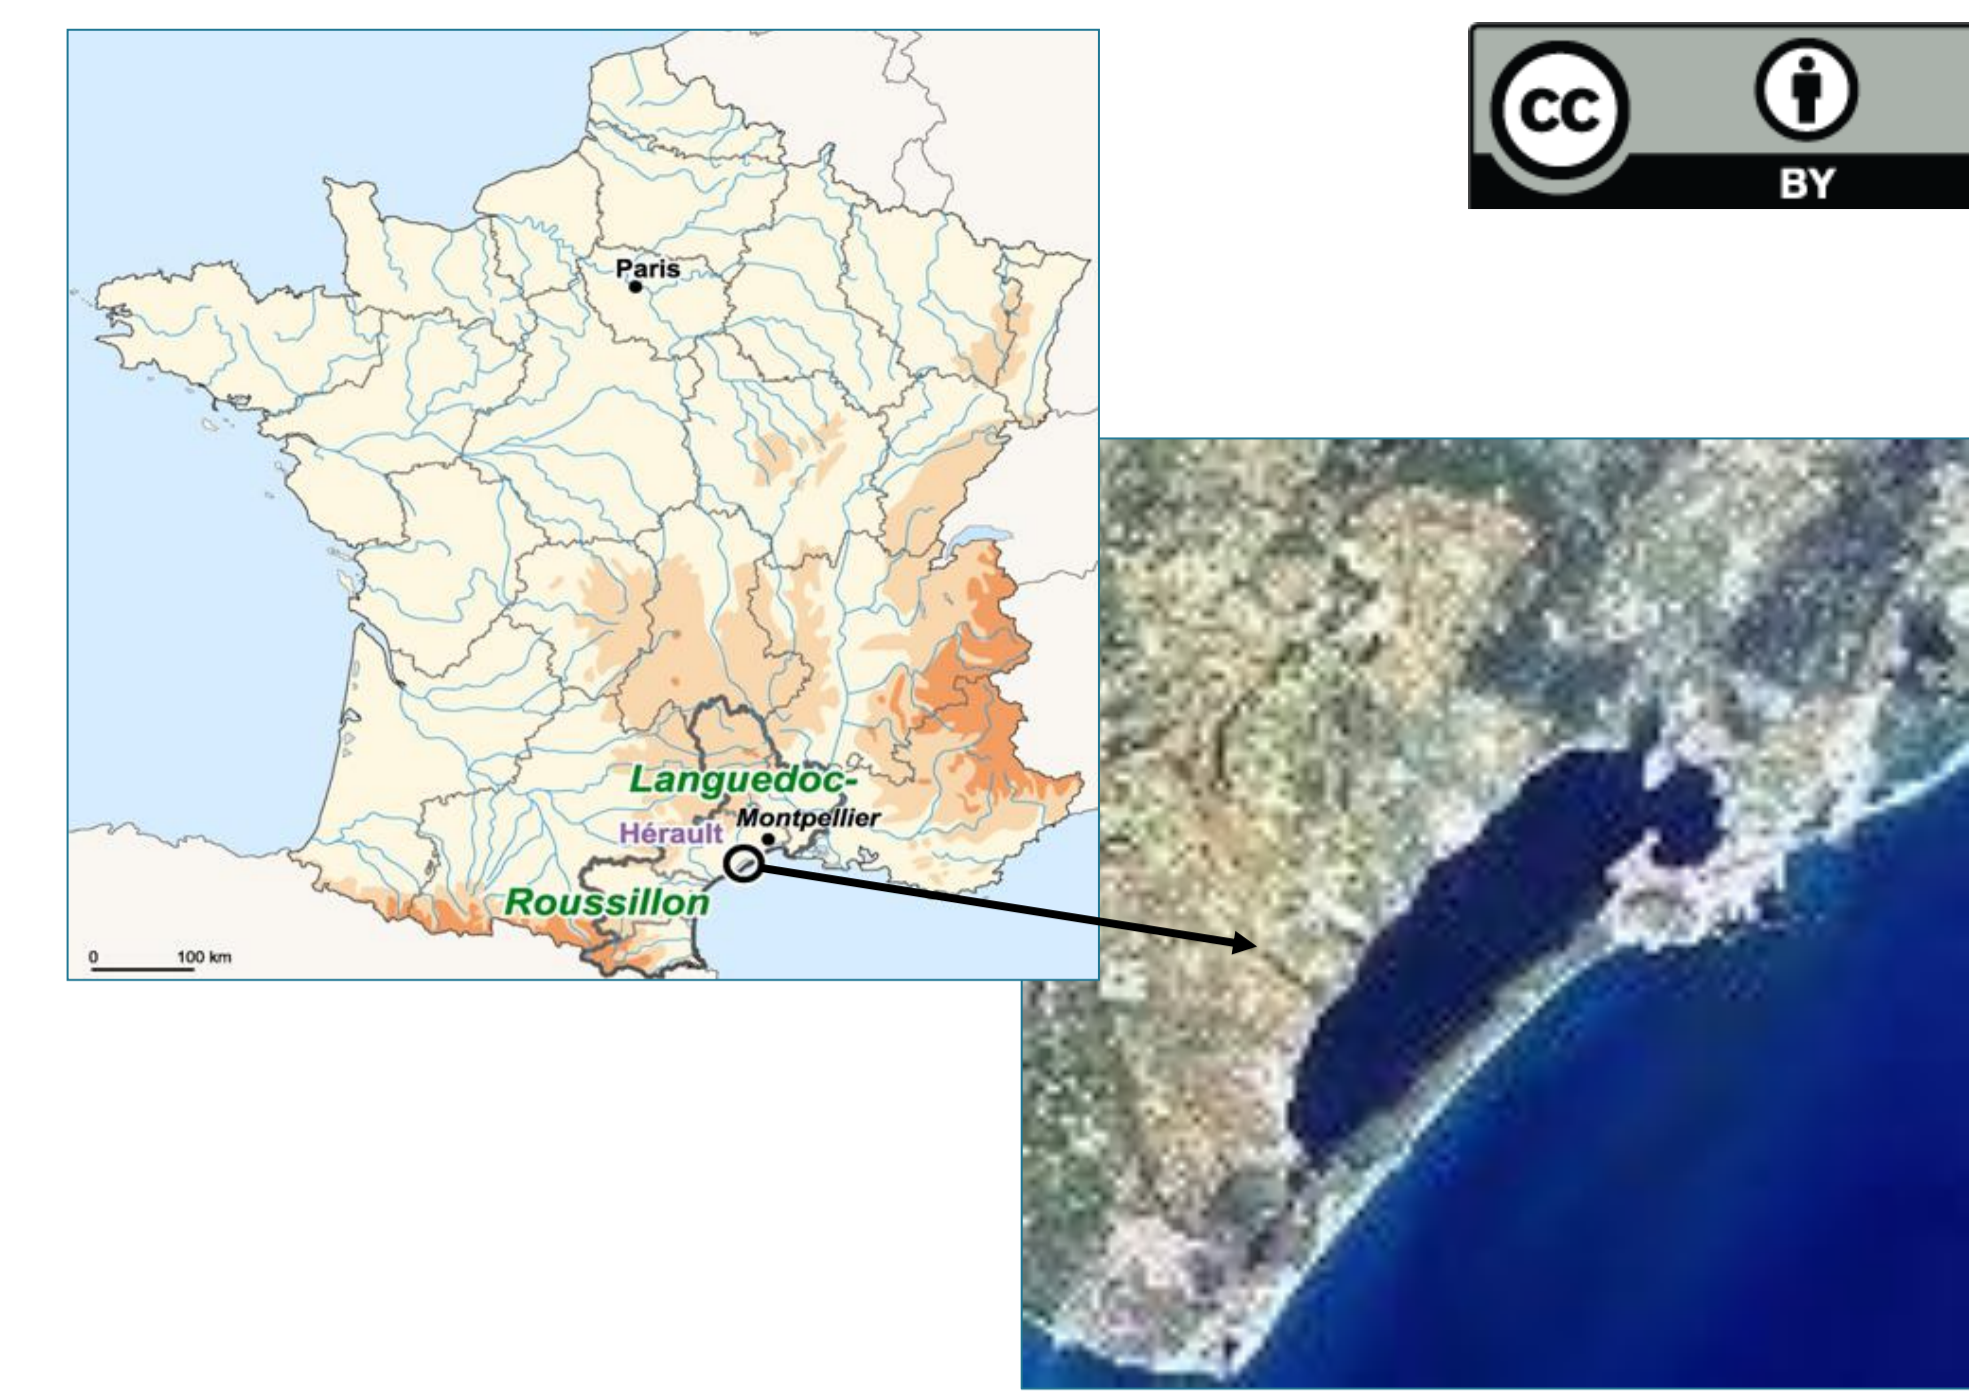 CC
BY
Paris
Languedoc-
Montpellier
Hérault
Roussillon
0 100 km